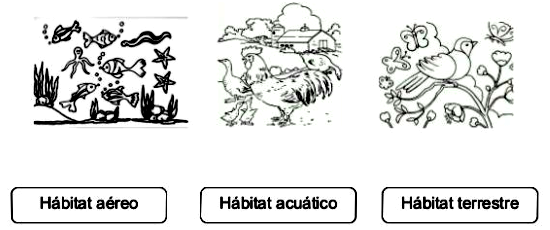 Hábitat aéreo
Hábitat acuático
Hábitat terrestre